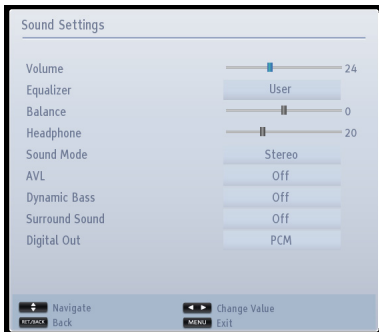 Sound Settings
Volume 24
Equalizer User
Balance 0
Headphone 20
Sound Mode Stereo
AVL Off
Dynamic Bass Off
Surround Sound Off
Digital Out PCM
Navigate Change Value
RET/BACK Back MENU Exit